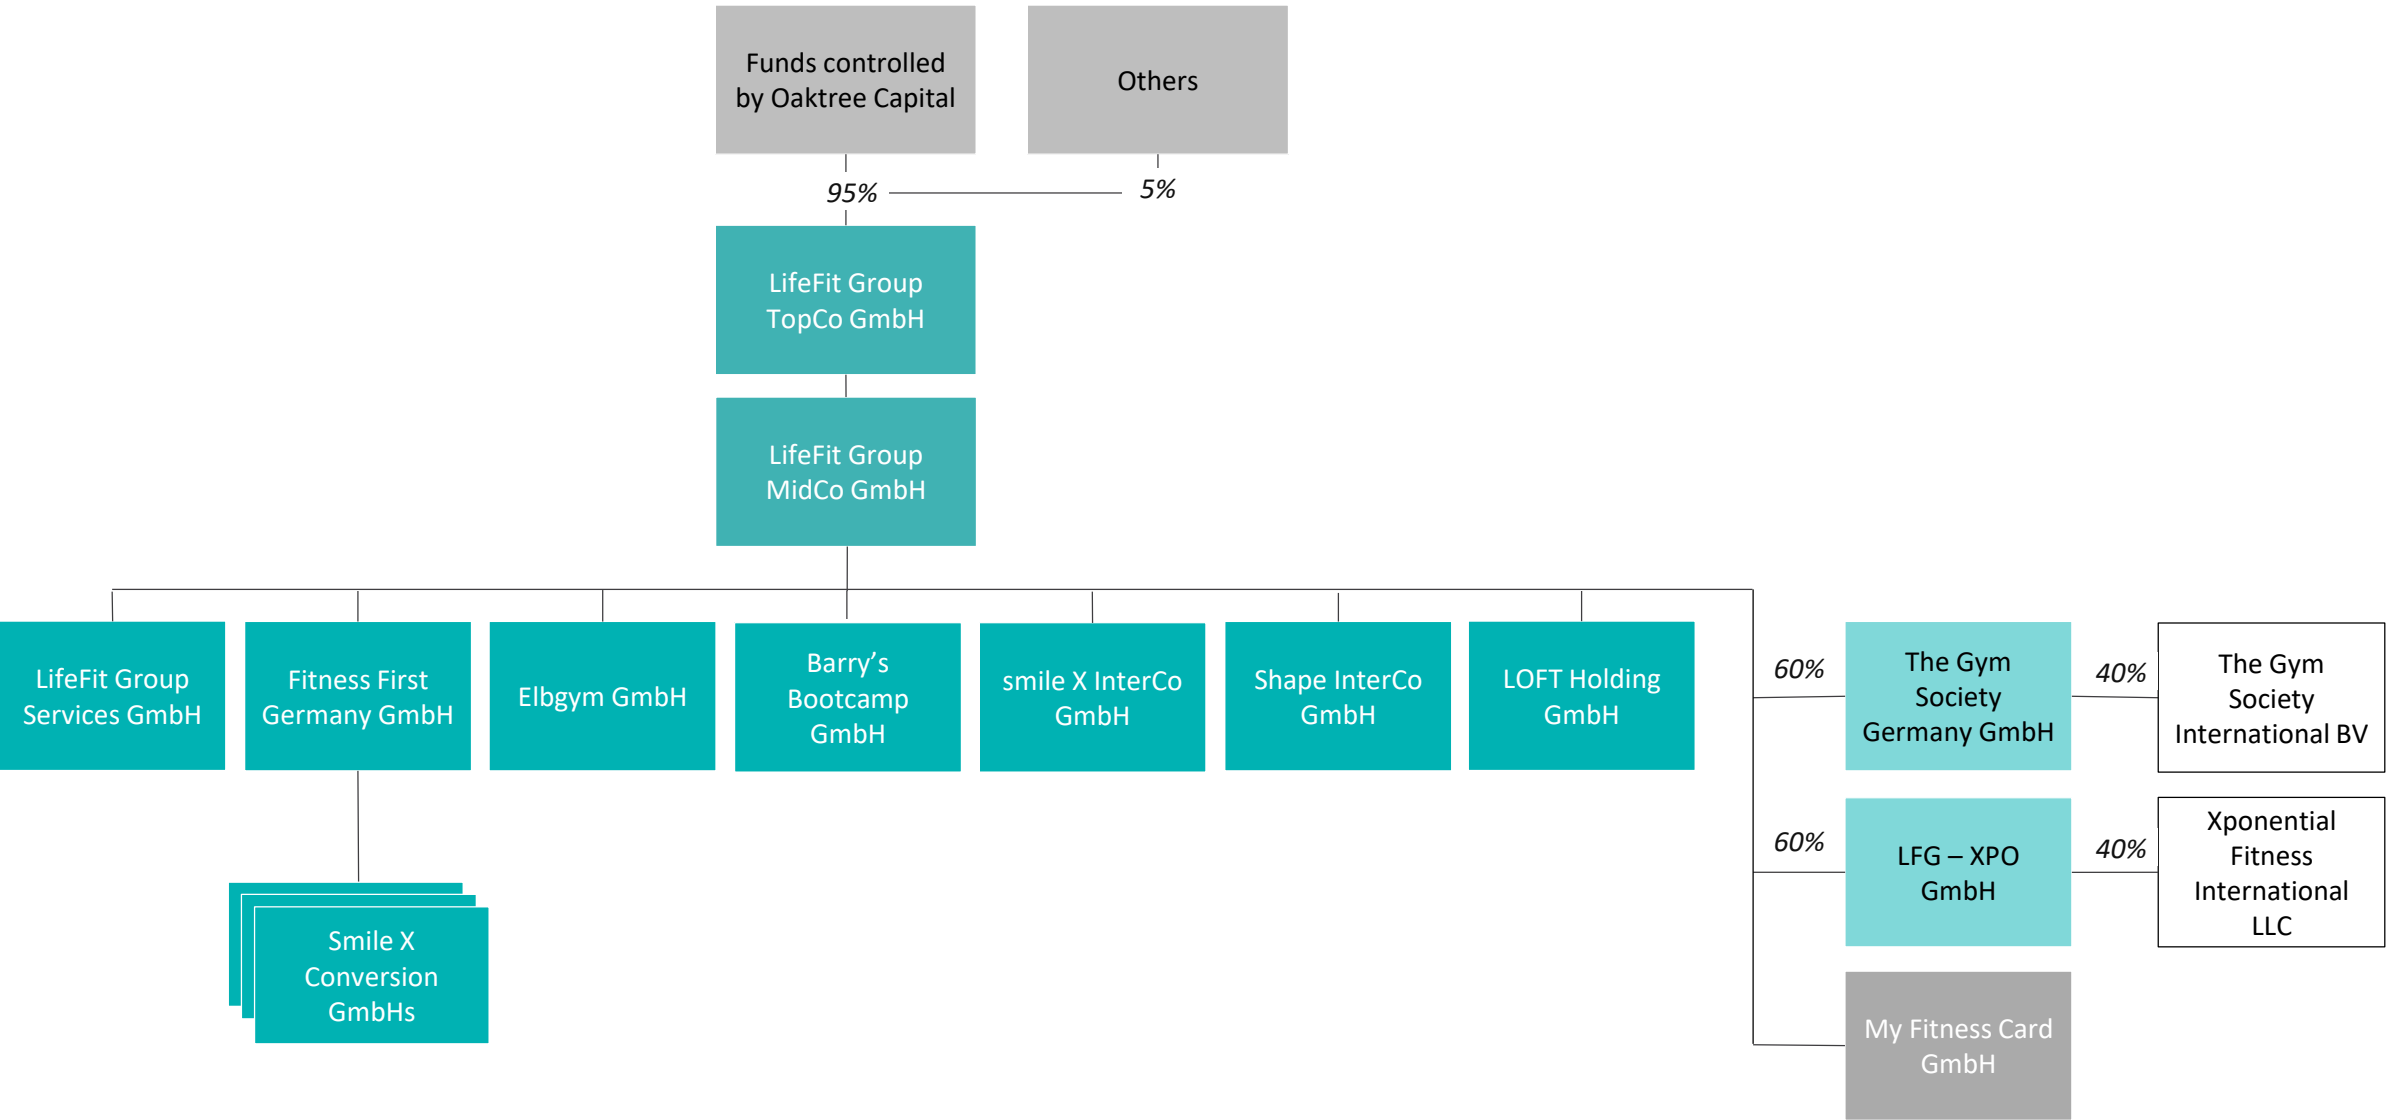 Funds controlled
by Oaktree Capital
Others
95%
5%
LifeFit Group
TopCo GmbH
LifeFit Group
MidCo GmbH
LifeFit Group
Services GmbH
Fitness First
Germany GmbH
Elbgym GmbH
Barry’s
Bootcamp
GmbH
smile X InterCo
GmbH
Shape InterCo
GmbH
LOFT Holding
GmbH
60%
The Gym
Society
Germany GmbH
40%
The Gym
Society
International BV
60%
LFG – XPO
GmbH
40%
Xponential
Fitness
International
LLC
Smile X
Conversion
GmbHs
My Fitness Card
GmbH